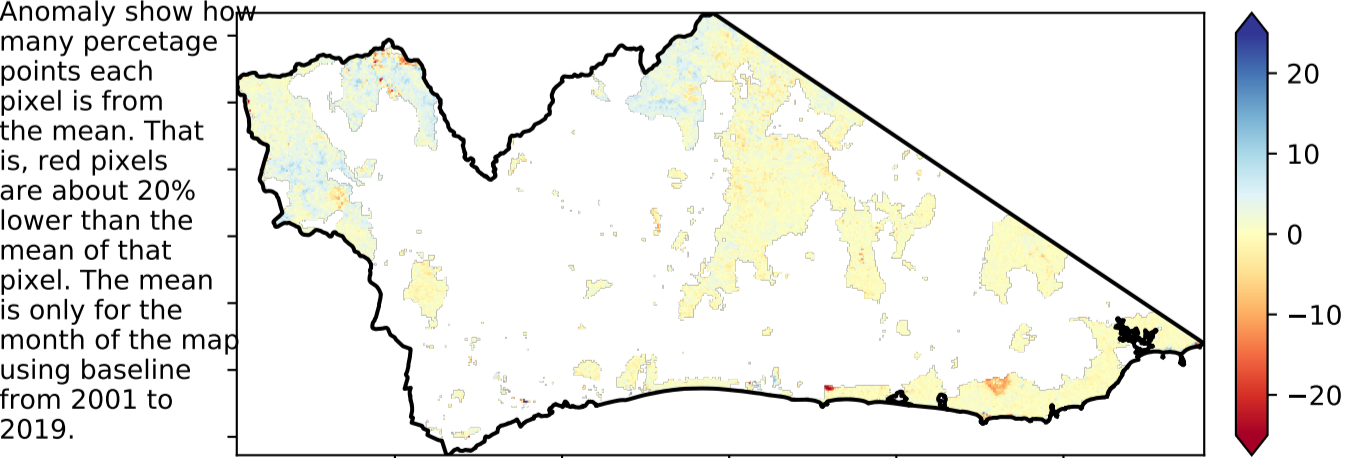 Anomaly show how
many percetage
points each
pixel is from
the mean. That
is, red pixels
are about 20%
lower than the
mean of that
pixel. The mean
is only for the
month of the map
using baseline
from 2001 to
2019.
20
10
0
−10
−20